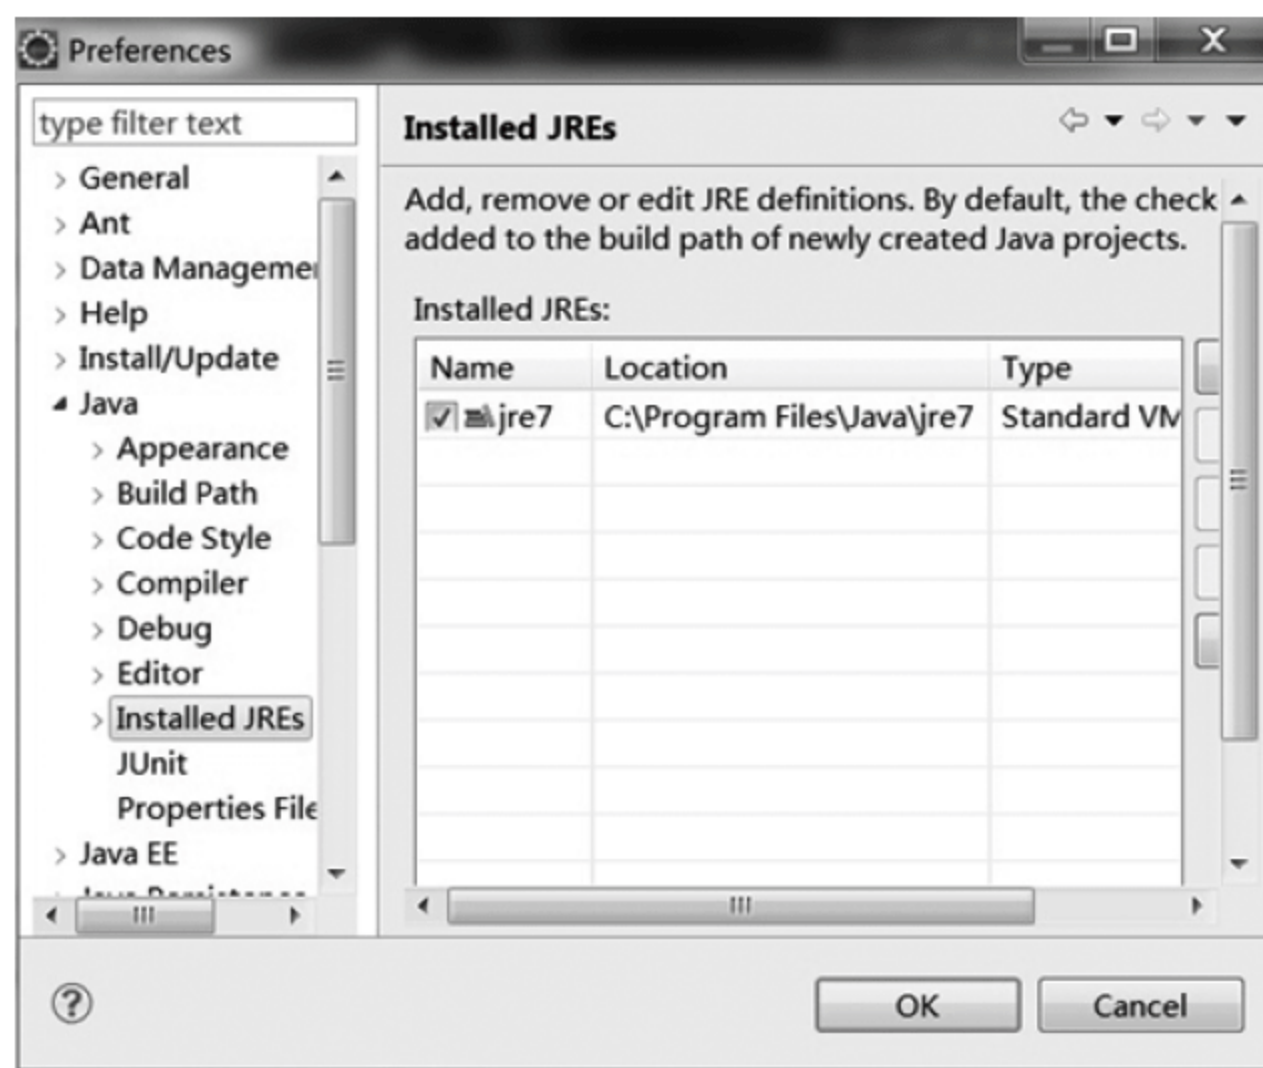 Preferences
type filter text
General
Ant
Data Managemen
Help
Install/Update
Java
Appearance
Build Path
Code Style
Compiler
Debug
Editor
Installed JREs
JUnit
Properties File
Java EE
Installed JREs
Add, remove or edit JRE definitions. By default, the check
added to the build path of newly created Java projects.
Installed JREs:
Name Location Type
jre7 C:\Program Files\Java\jre7 Standard VM
OK Cancel